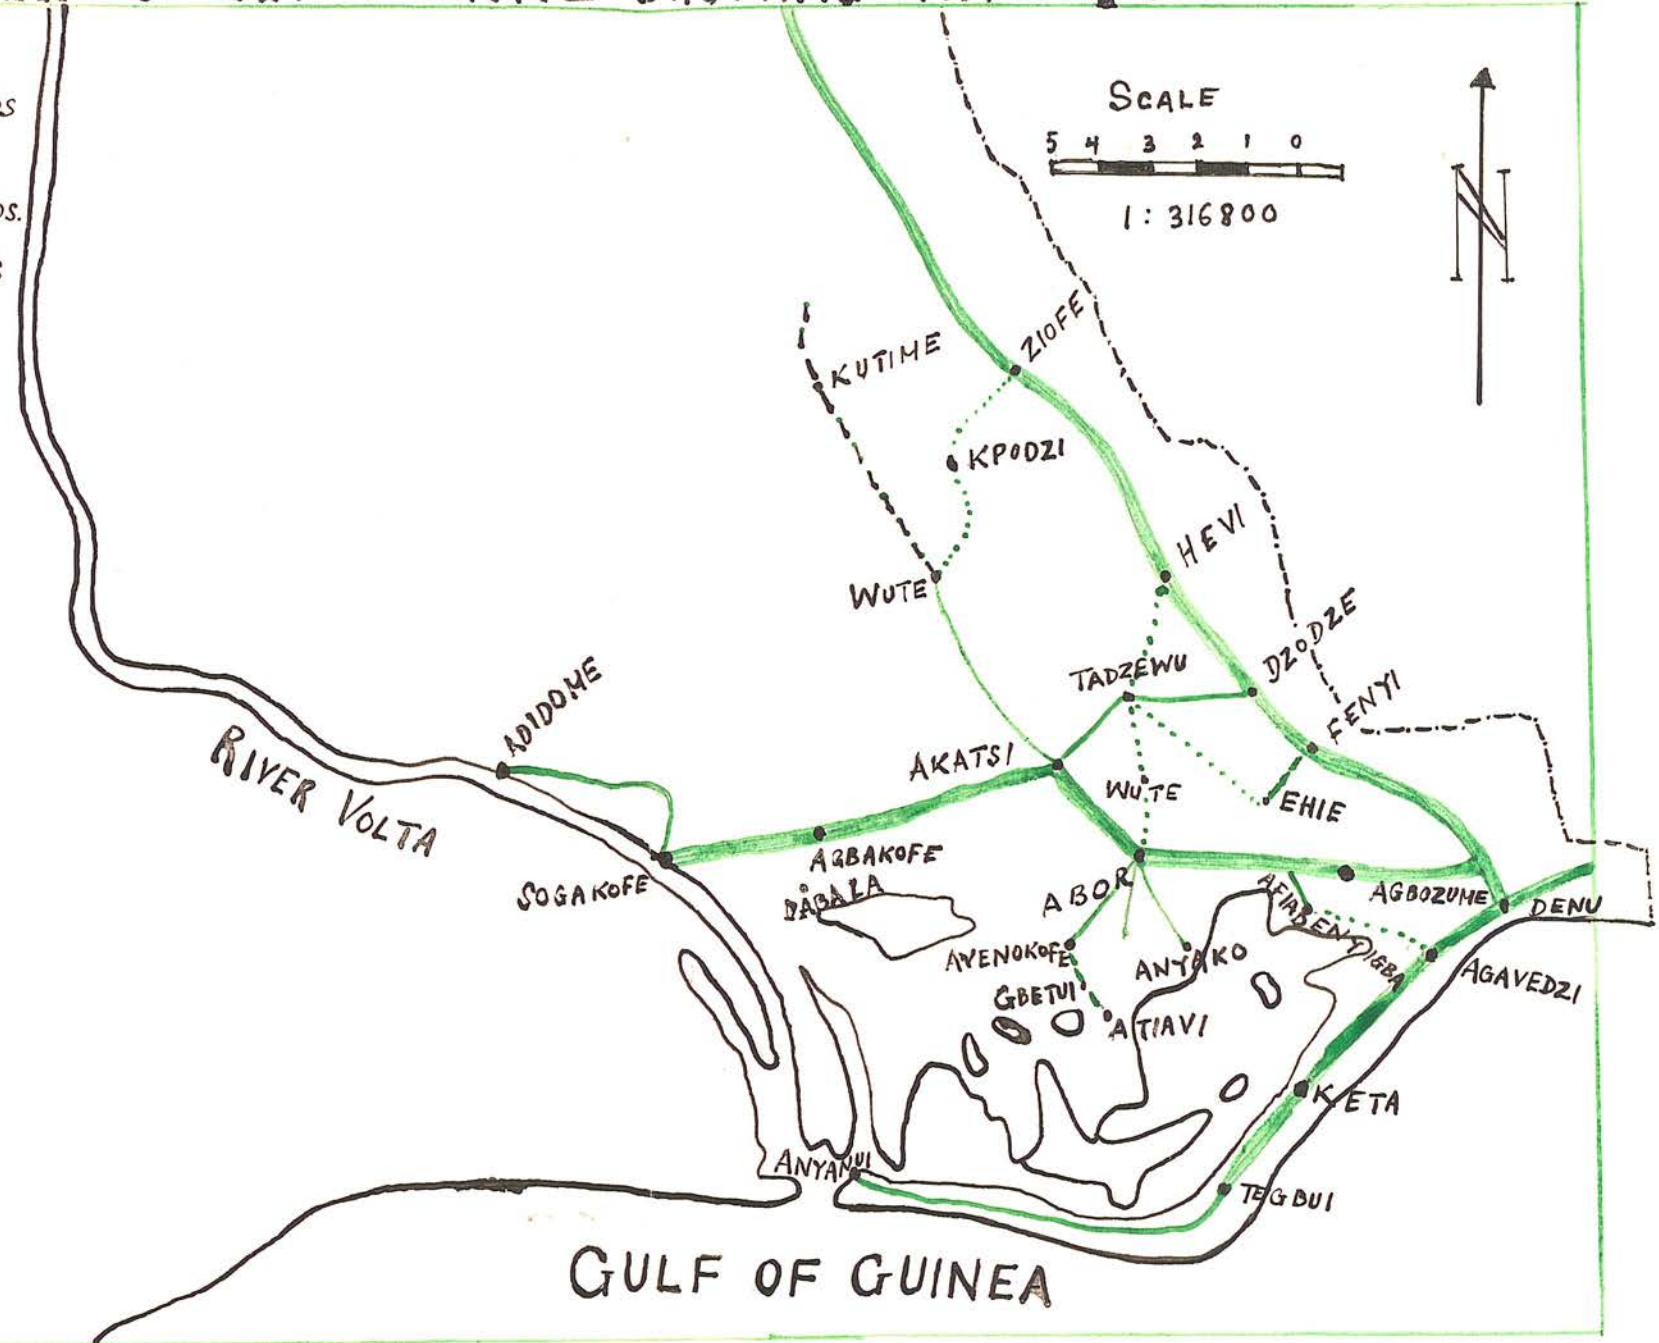 SCALE
5 4 3 2 1 0
1 : 316800
N
ZIOFE
KUTIME
KPODZI
HEVI
WUTE
DZODZE
TADZEWU
FENYI
ADIDOME
AKATSI
RIVER VOLTA
WUTE
EHIE
AGBAKOFE
SOGAKOFE
DABALA
ABOR
AGBOZUME
DENU
AFIABENYIGBA
AVENOKOFE
ANYAKO
AGAVEDZI
GBETUI
ATIAVI
KETA
ANYANUI
TEGBUI
GULF OF GUINEA